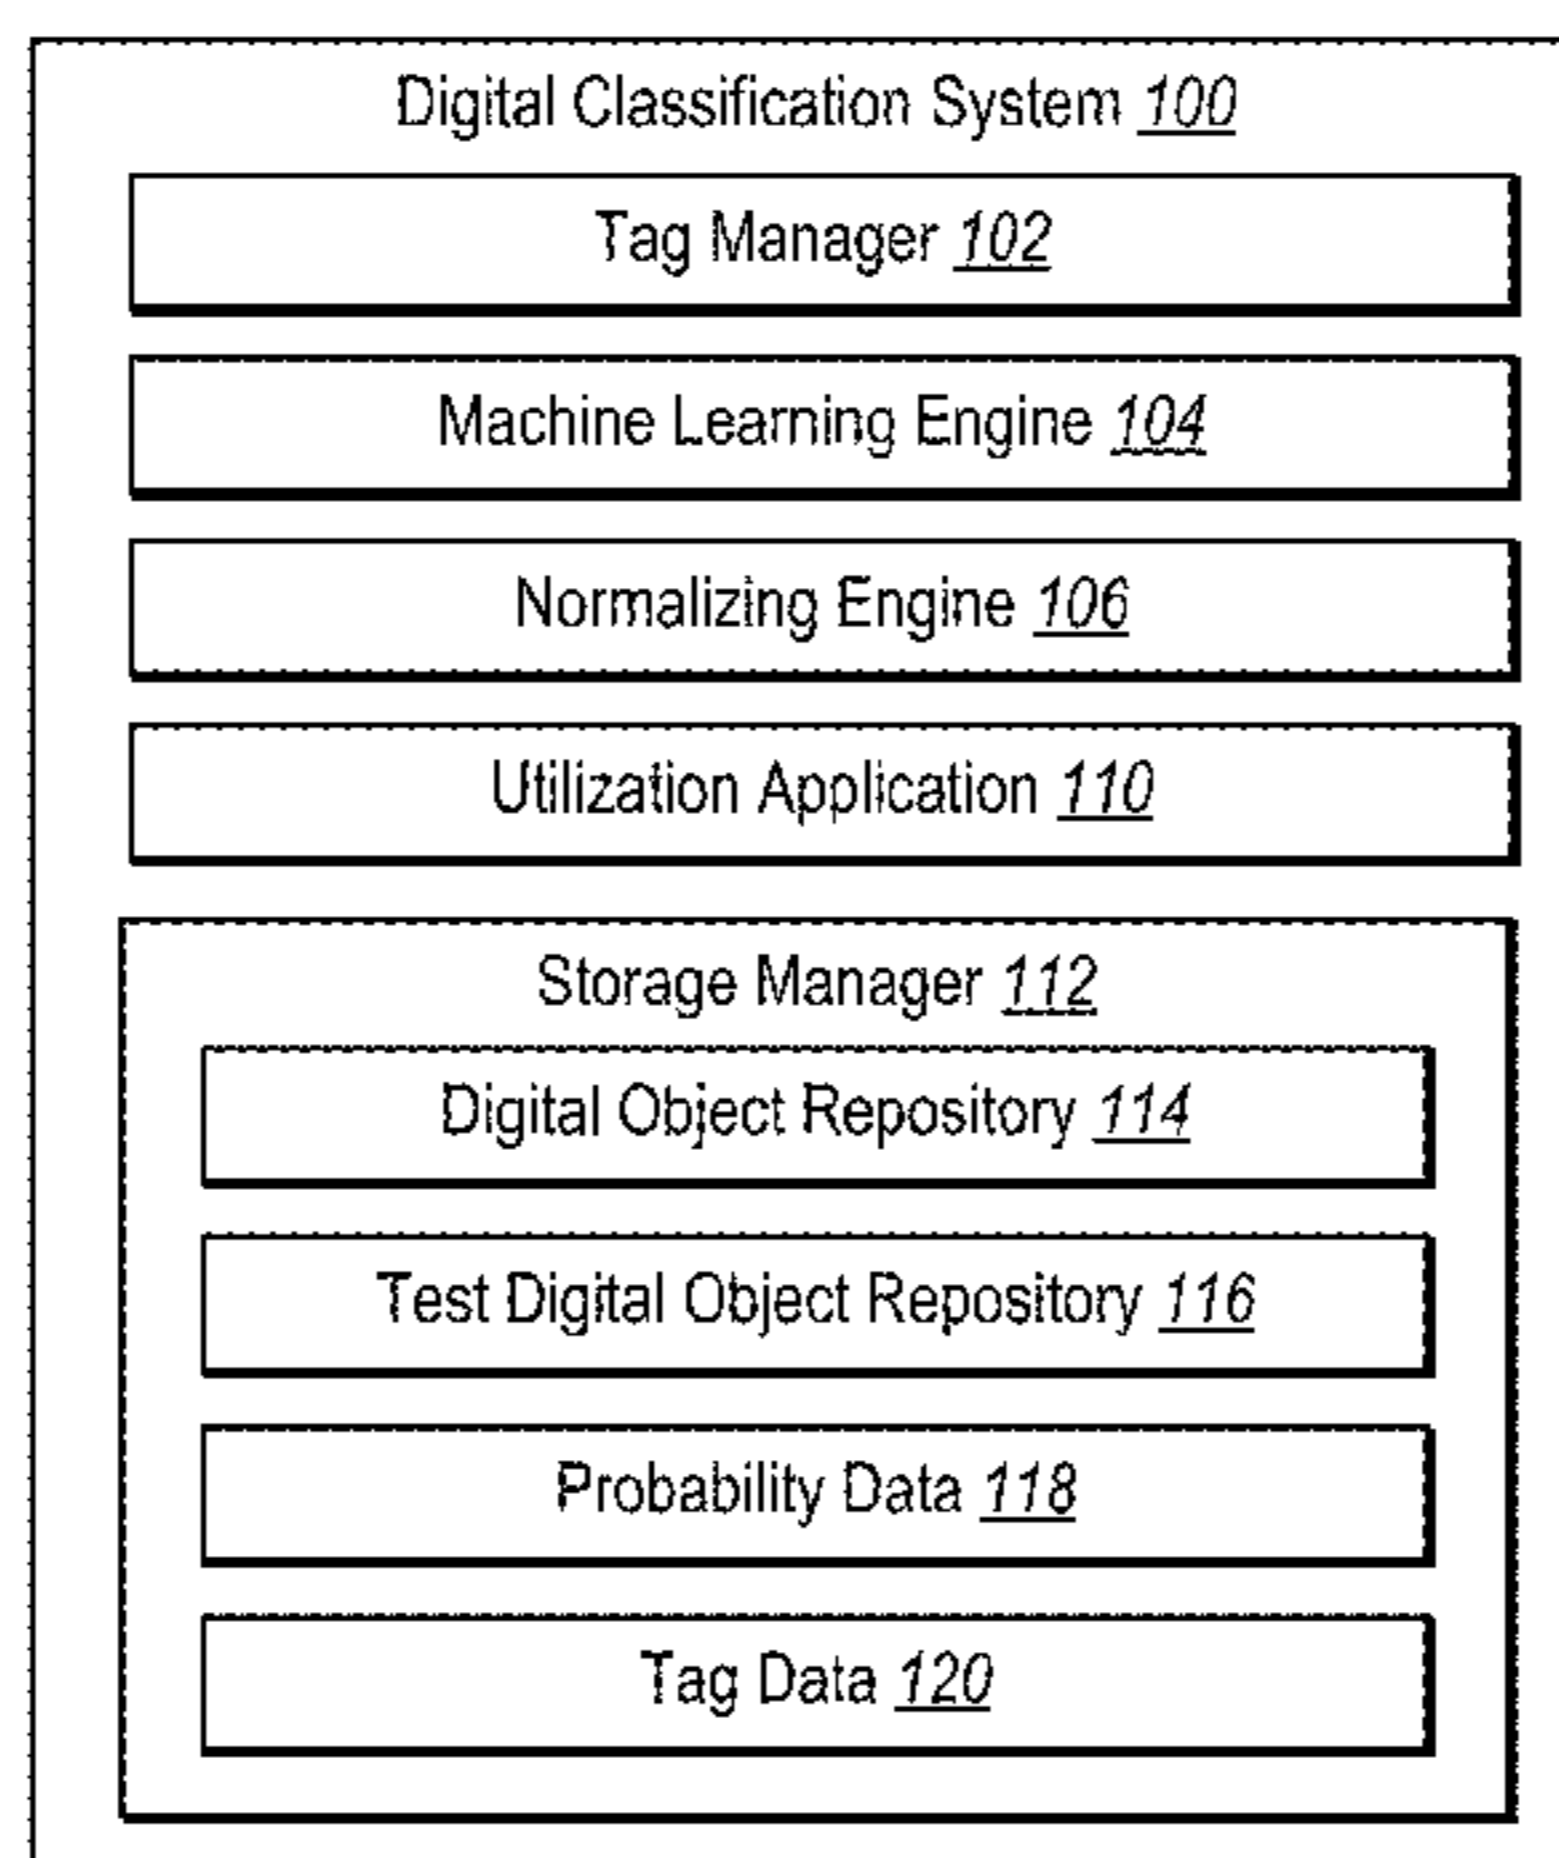 Digital Classification System 100
Tag Manager 102
Machine Learning Engine 104
Normalizing Engine 106
Utilization Application 110
Storage Manager 112
Digital Object Repository 114
Test Digital Object Repository 116
Probability Data 118
Tag Data 120